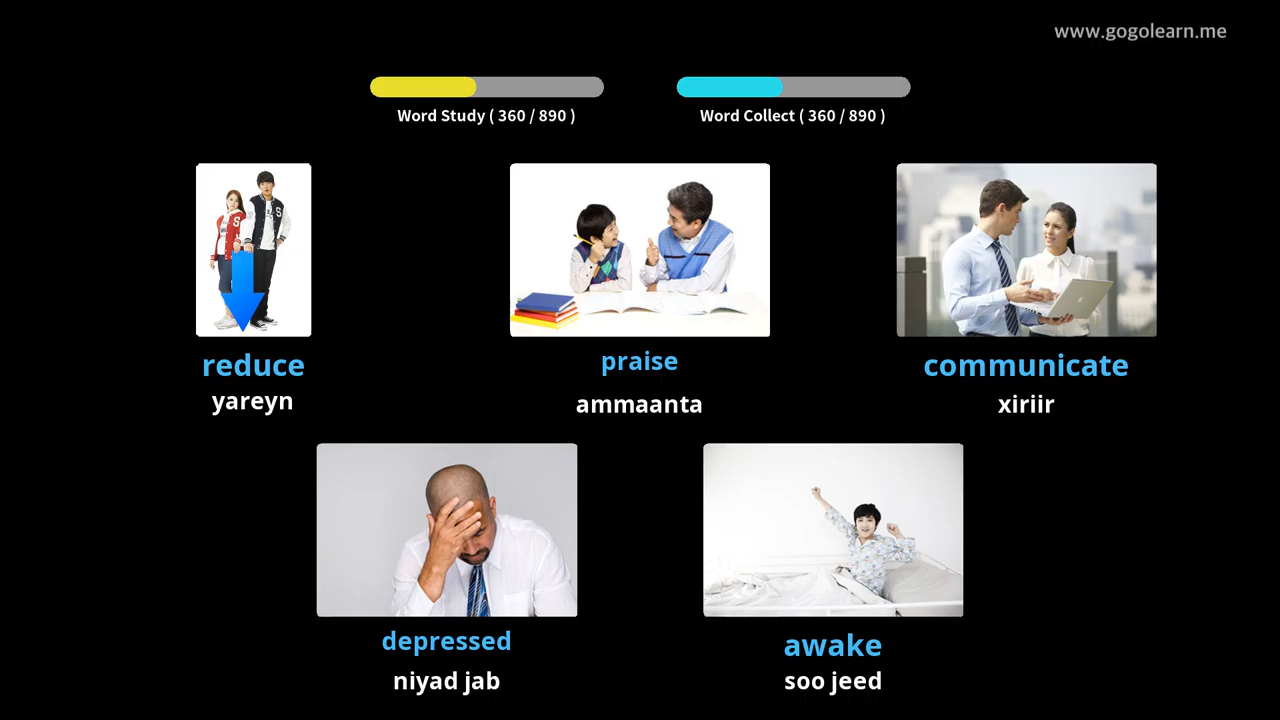 www.gogolearn.me
Word Study ( 360 / 890 )
Word Collect ( 360 / 890 )
S
S
reduce
yareyn
praise
ammaanta
communicate
xiriir
depressed
niyad jab
awake
soo jeed